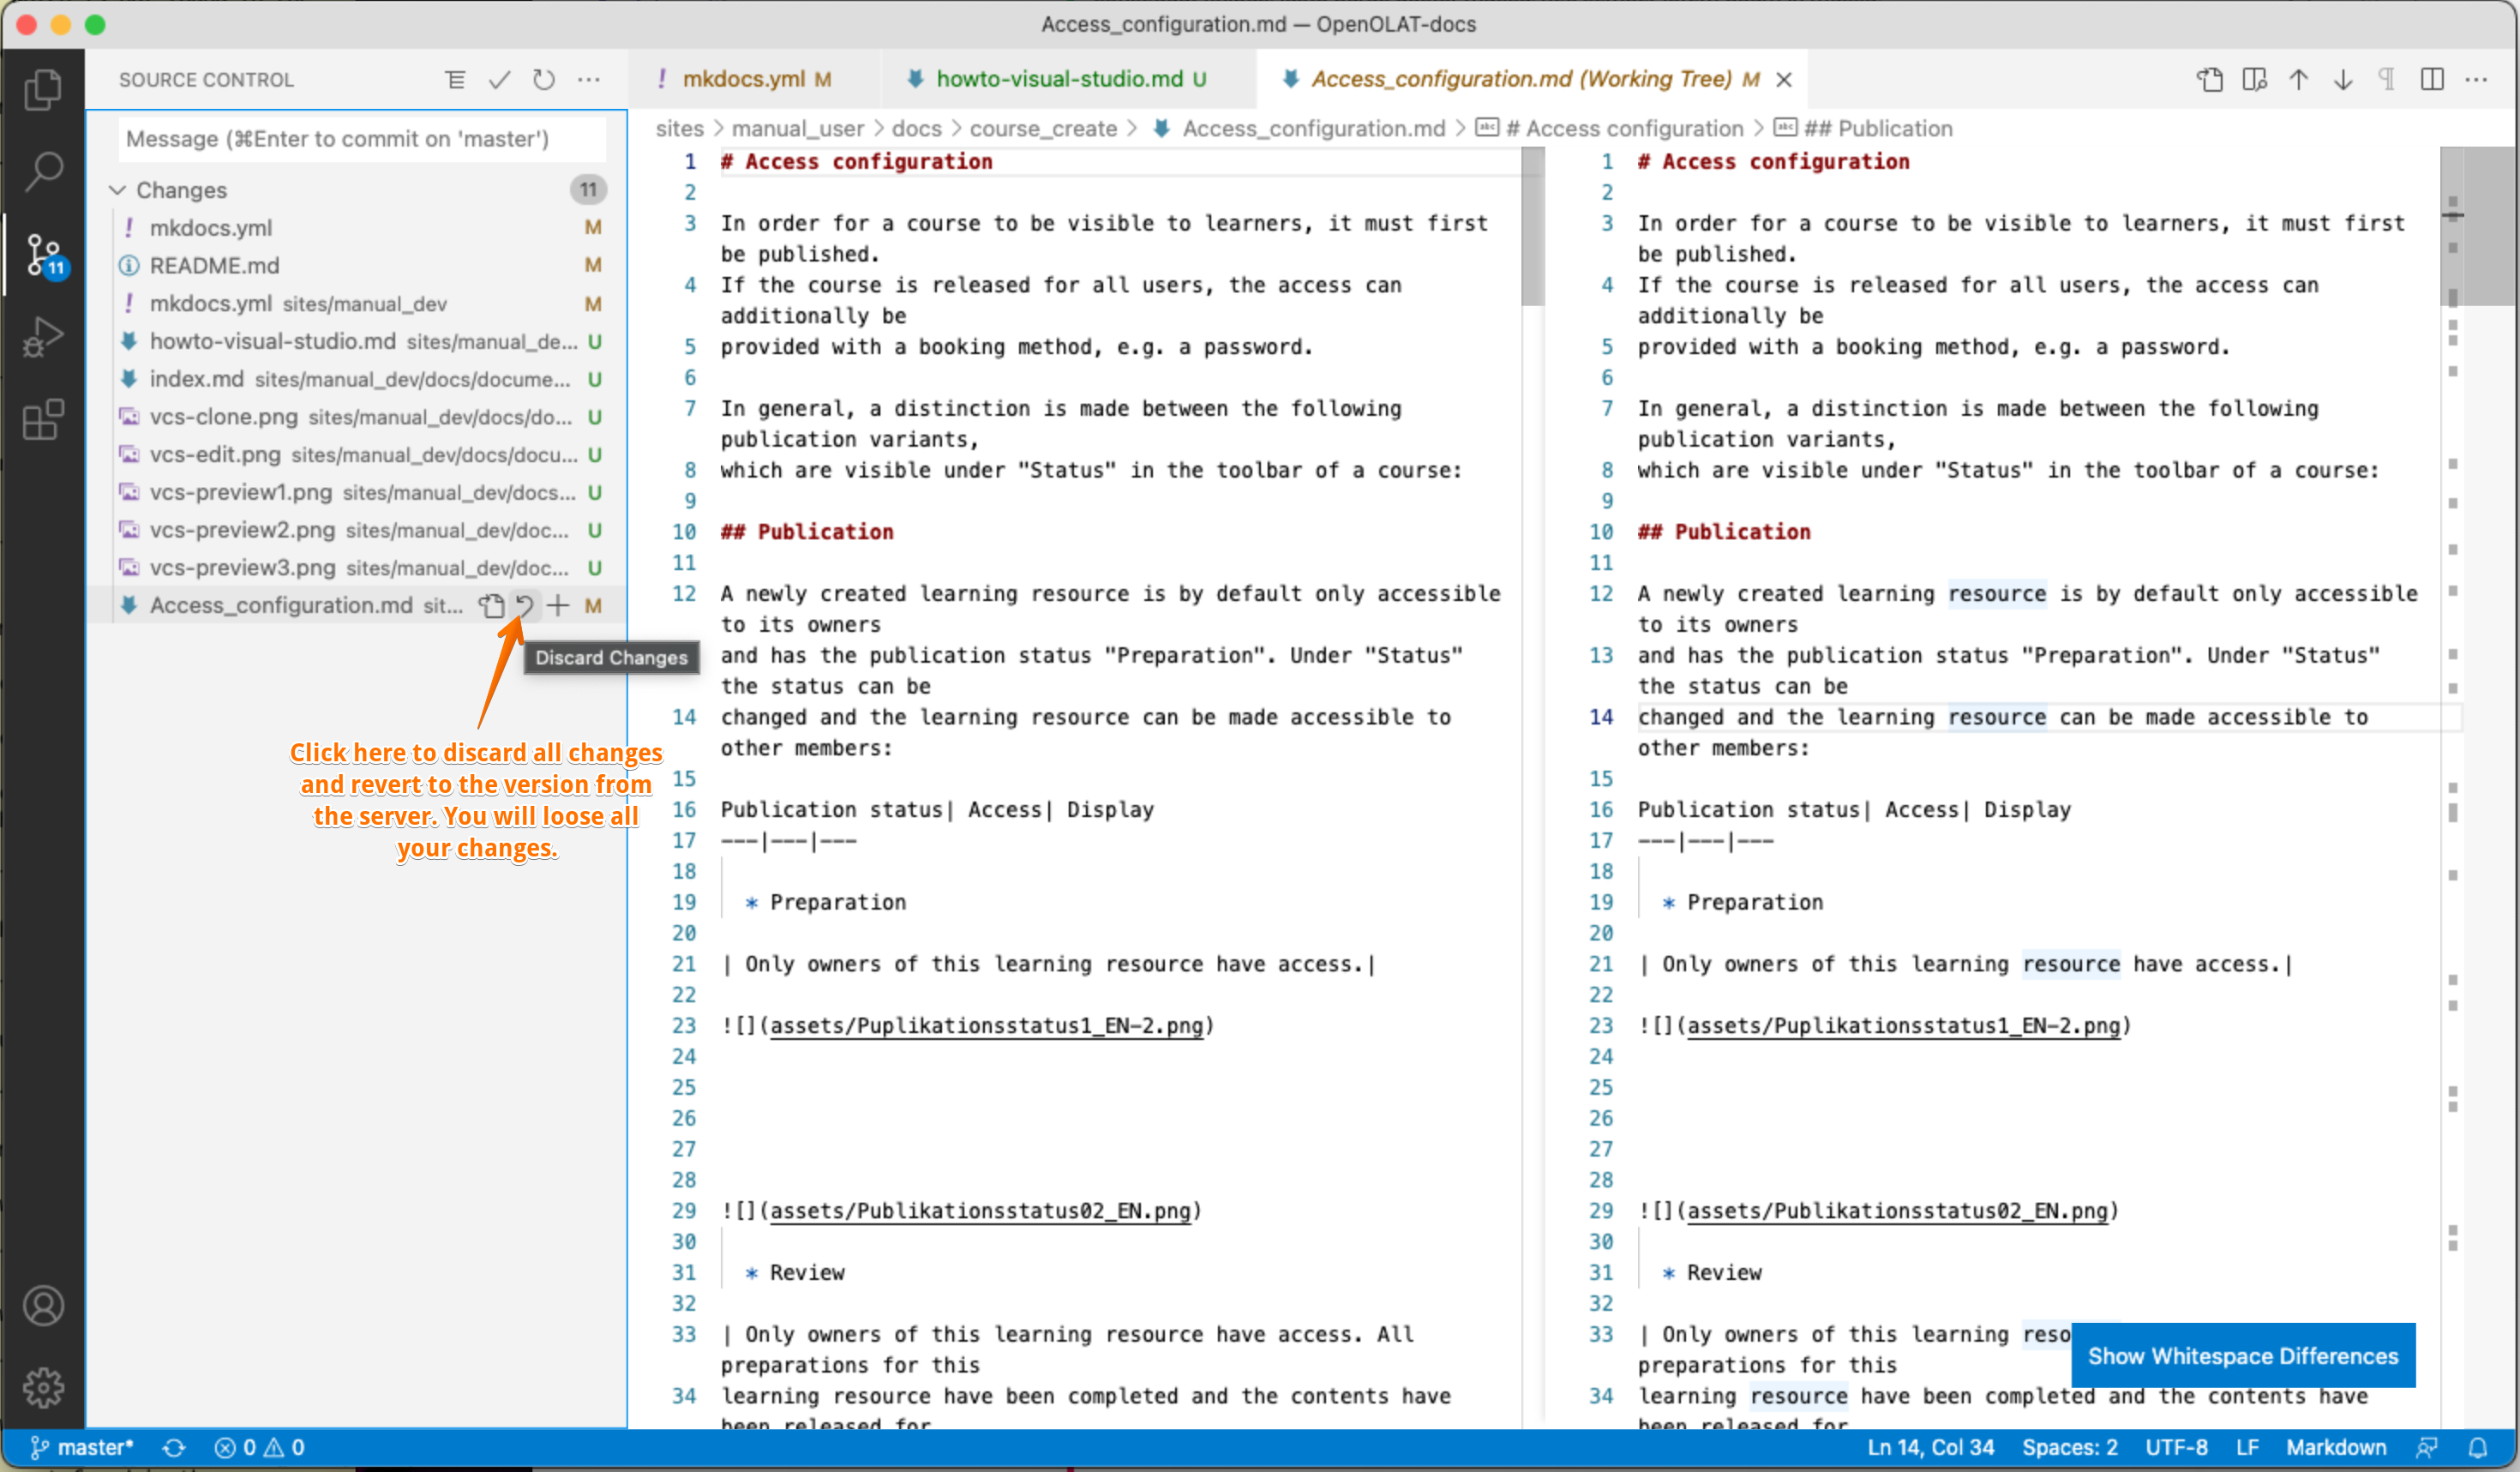 Access_configuration.md — OpenOLAT-docs
SOURCE CONTROL
mkdocs.yml M
howto-visual-studio.md U
Access_configuration.md (Working Tree) M
Message (⌘Enter to commit on 'master')
sites > manual_user > docs > course_create > Access_configuration.md > # Access configuration > ## Publication
Changes 11
! mkdocs.yml M
README.md M
! mkdocs.yml sites/manual_dev M
howto-visual-studio.md sites/manual_de... U
index.md sites/manual_dev/docs/docume... U
vcs-clone.png sites/manual_dev/docs/do... U
vcs-edit.png sites/manual_dev/docs/docu... U
vcs-preview1.png sites/manual_dev/docs... U
vcs-preview2.png sites/manual_dev/doc... U
vcs-preview3.png sites/manual_dev/doc... U
Access_configuration.md sit... M
11
Discard Changes
Click here to discard all changes
and revert to the version from
the server. You will loose all
your changes.
1 # Access configuration
2
3 In order for a course to be visible to learners, it must first
be published.
4 If the course is released for all users, the access can
additionally be
5 provided with a booking method, e.g. a password.
6
7 In general, a distinction is made between the following
publication variants,
8 which are visible under "Status" in the toolbar of a course:
9
10 ## Publication
11
12 A newly created learning resource is by default only accessible
to its owners
13 and has the publication status "Preparation". Under "Status"
the status can be
14 changed and the learning resource can be made accessible to
other members:
15
16 Publication status| Access| Display
17 ---|---|---
18
19 * Preparation
20
21 | Only owners of this learning resource have access.|
22
23 ![](assets/Puplikationsstatus1_EN-2.png)
24
25
26
27
28
29 ![](assets/Publikationsstatus02_EN.png)
30
31 * Review
32
33 | Only owners of this learning resource have access. All
preparations for this
34 learning resource have been completed and the contents have
been released for
1 # Access configuration
2
3 In order for a course to be visible to learners, it must first
be published.
4 If the course is released for all users, the access can
additionally be
5 provided with a booking method, e.g. a password.
6
7 In general, a distinction is made between the following
publication variants,
8 which are visible under "Status" in the toolbar of a course:
9
10 ## Publication
11
12 A newly created learning resource is by default only accessible
to its owners
13 and has the publication status "Preparation". Under "Status"
the status can be
14 changed and the learning resource can be made accessible to
other members:
15
16 Publication status| Access| Display
17 ---|---|---
18
19 * Preparation
20
21 | Only owners of this learning resource have access.|
22
23 ![](assets/Puplikationsstatus1_EN-2.png)
24
25
26
27
28
29 ![](assets/Publikationsstatus02_EN.png)
30
31 * Review
32
33 | Only owners of this learning reso
preparations for this
34 learning resource have been completed and the contents have
been released for
Show Whitespace Differences
master* 0 0
Ln 14, Col 34 Spaces: 2 UTF-8 LF Markdown